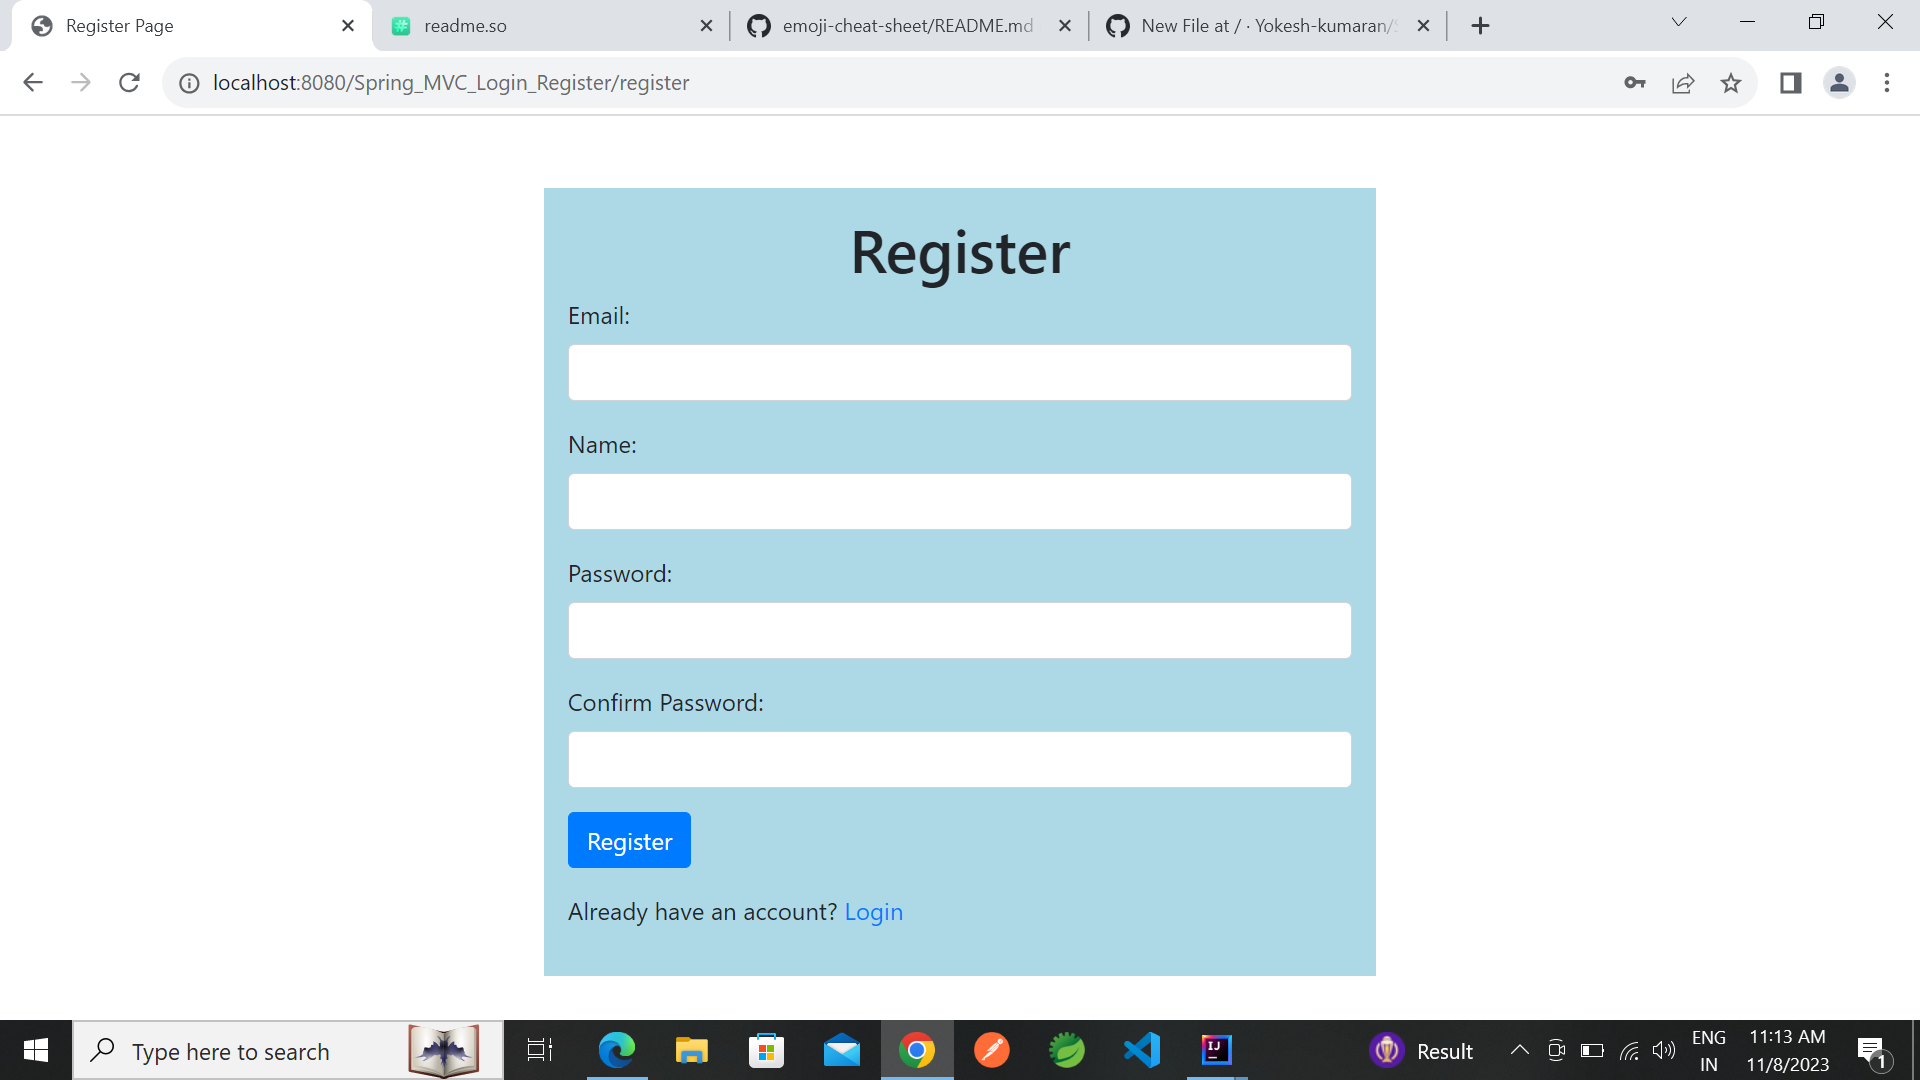 Register Page
readme.so
emoji-cheat-sheet/README.md
New File at / · Yokesh-kumaran/
localhost:8080/Spring_MVC_Login_Register/register
Register
Email:
Name:
Password:
Confirm Password:
Register
Already have an account? Login
Type here to search
IJ
Result
ENG
IN
11:13 AM
11/8/2023
1